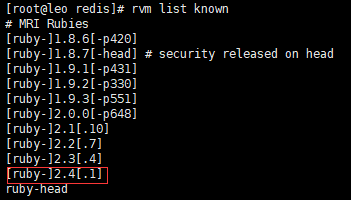 [root@leo redis]# rvm list known
# MRI Rubies
[ruby-]1.8.6[-p420]
[ruby-]1.8.7[-head] # security released on head
[ruby-]1.9.1[-p431]
[ruby-]1.9.2[-p330]
[ruby-]1.9.3[-p551]
[ruby-]2.0.0[-p648]
[ruby-]2.1[.10]
[ruby-]2.2[.7]
[ruby-]2.3[.4]
[ruby-]2.4[.1]
ruby-head